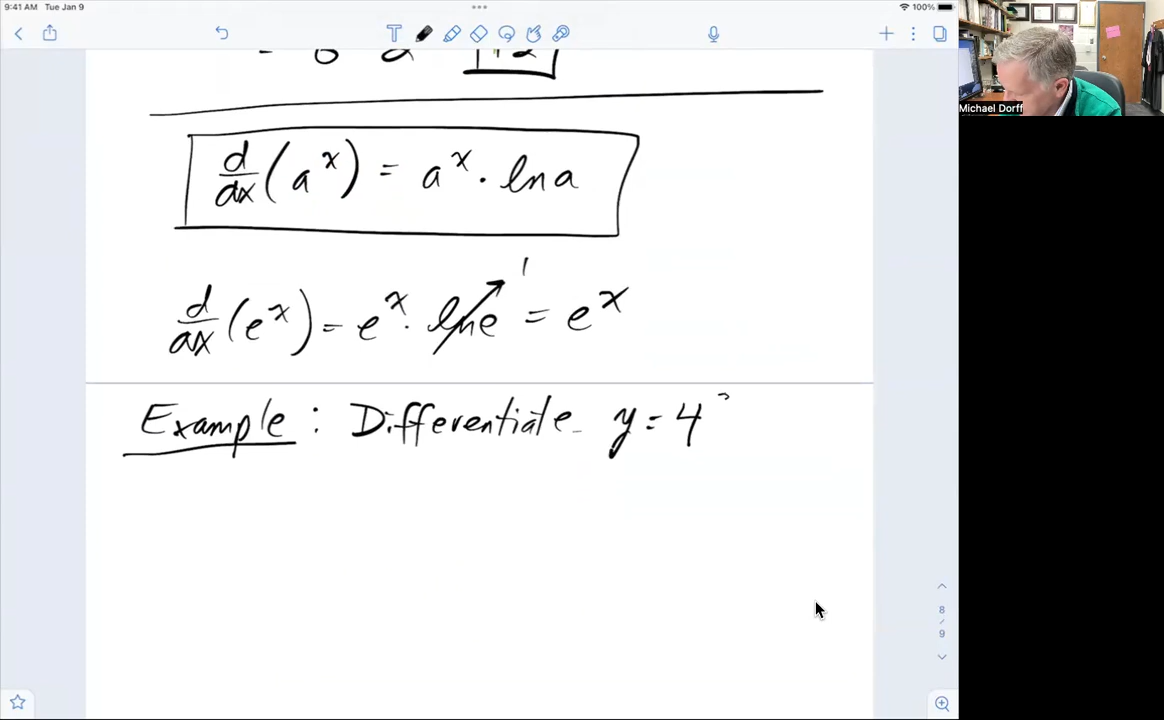 9:41 AM Tue Jan 9
100%
Michael Dorff
d/dx (a^x) = a^x · ln a
d/dx (e^x) = e^x · ln e 1 = e^x
Example: Differentiate y = 4
8
/
9